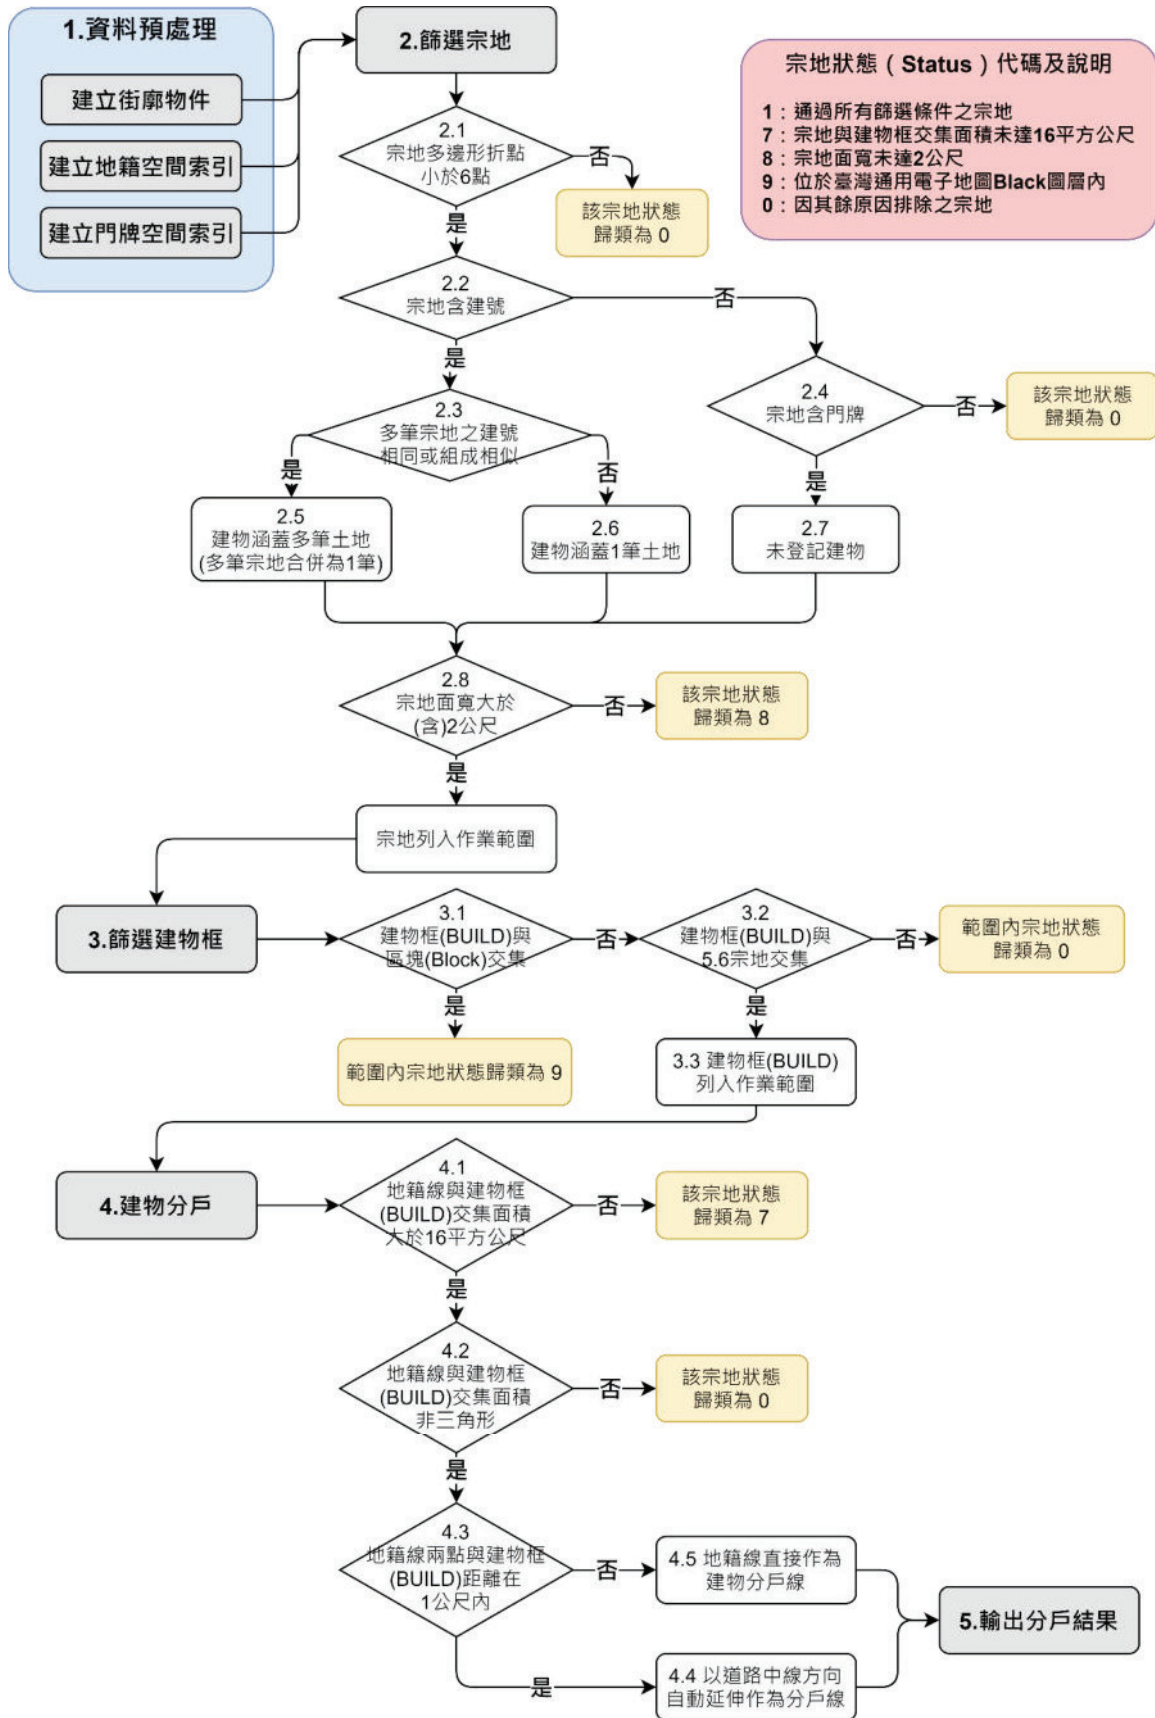 1.資料預處理
建立街廓物件
建立地籍空間索引
建立門牌空間索引
2.篩選宗地
宗地狀態（Status）代碼及說明
1：通過所有篩選條件之宗地
7：宗地與建物框交集面積未達16平方公尺
8：宗地面寬未達2公尺
9：位於臺灣通用電子地圖Black圖層內
0：因其餘原因排除之宗地
2.1
宗地多邊形折點
小於6點
否
該宗地狀態
歸類為 0
是
2.2
宗地含建號
否
是
2.3
多筆宗地之建號
相同或組成相似
2.4
宗地含門牌
否
該宗地狀態
歸類為 0
是
否
是
2.5
建物涵蓋多筆土地
(多筆宗地合併為1筆)
2.6
建物涵蓋1筆土地
2.7
未登記建物
2.8
宗地面寬大於
(含)2公尺
否
該宗地狀態
歸類為 8
是
宗地列入作業範圍
3.篩選建物框
3.1
建物框(BUILD)與
區塊(Block)交集
否
3.2
建物框(BUILD)與
5.6宗地交集
否
範圍內宗地狀態
歸類為 0
是
是
範圍內宗地狀態歸類為 9
3.3 建物框(BUILD)
列入作業範圍
4.建物分戶
4.1
地籍線與建物框
(BUILD)交集面積
大於16平方公尺
否
該宗地狀態
歸類為 7
是
4.2
地籍線與建物框
(BUILD)交集面積
非三角形
否
該宗地狀態
歸類為 0
是
4.3
地籍線兩點與建物框
(BUILD)距離在
1公尺內
否
4.5 地籍線直接作為
建物分戶線
5.輸出分戶結果
是
4.4 以道路中線方向
自動延伸作為分戶線